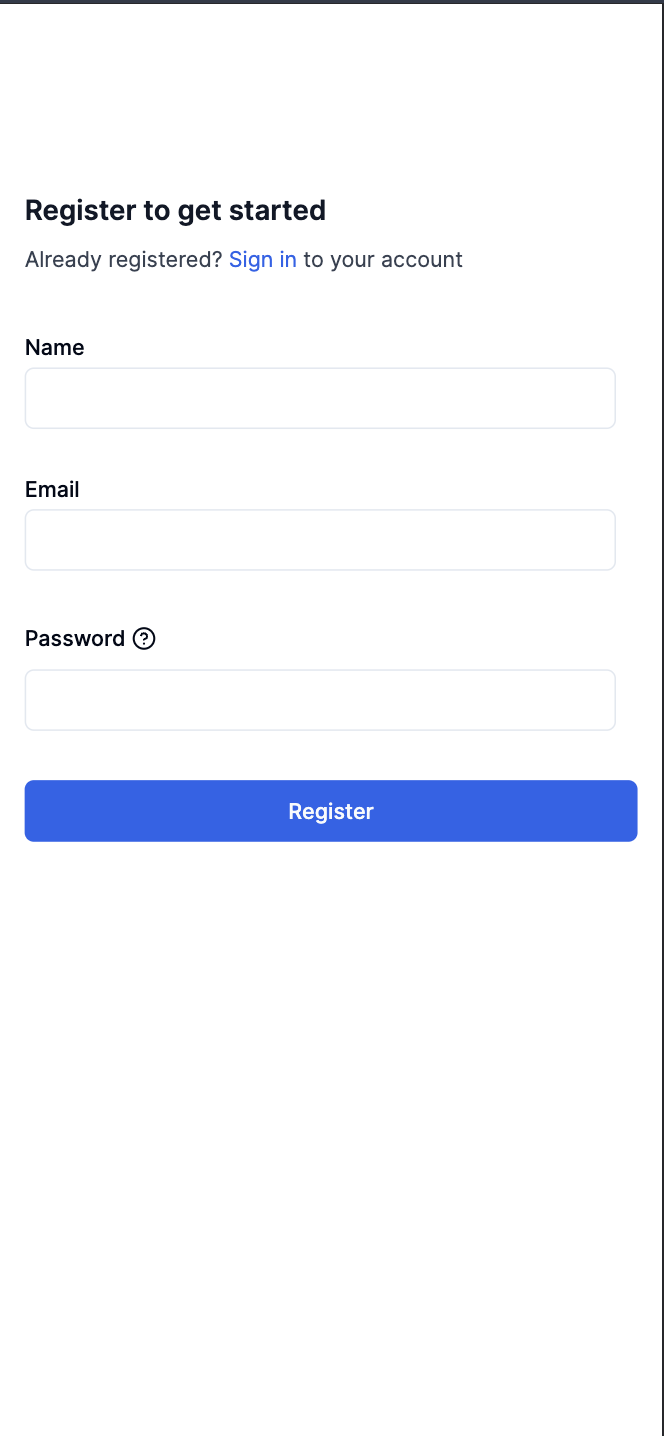 Register to get started
Already registered? Sign in to your account
Name
Email
Password ?
Register